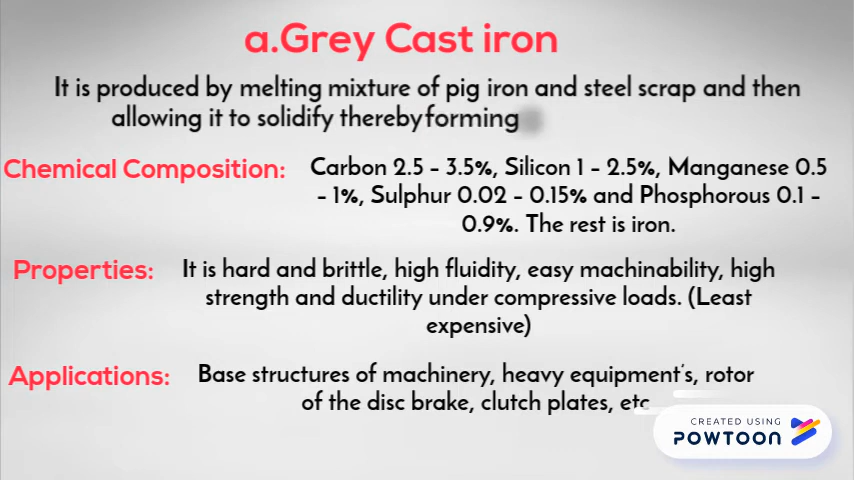 a.Grey Cast iron
It is produced by melting mixture of pig iron and steel scrap and then
allowing it to solidify thereby forming
Chemical Composition:
Carbon 2.5 - 3.5%, Silicon 1 - 2.5%, Manganese 0.5
- 1%, Sulphur 0.02 - 0.15% and Phosphorous 0.1 -
0.9%. The rest is iron.
Properties:
It is hard and brittle, high fluidity, easy machinability, high
strength and ductility under compressive loads. (Least
expensive)
Applications:
Base structures of machinery, heavy equipment's, rotor
of the disc brake, clutch plates, etc
CREATED USING
POWTOON